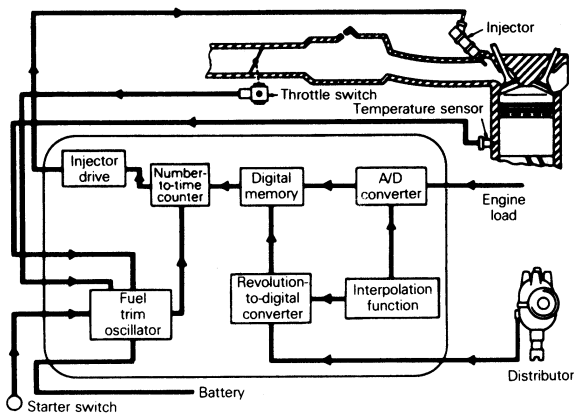 Injector
Throttle switch
Temperature sensor
Injector
drive
Number-
to-time
counter
Digital
memory
A/D
converter
Engine
load
Fuel
trim
oscillator
Revolution-
to-digital
converter
Interpolation
function
Distributor
Battery
Starter switch